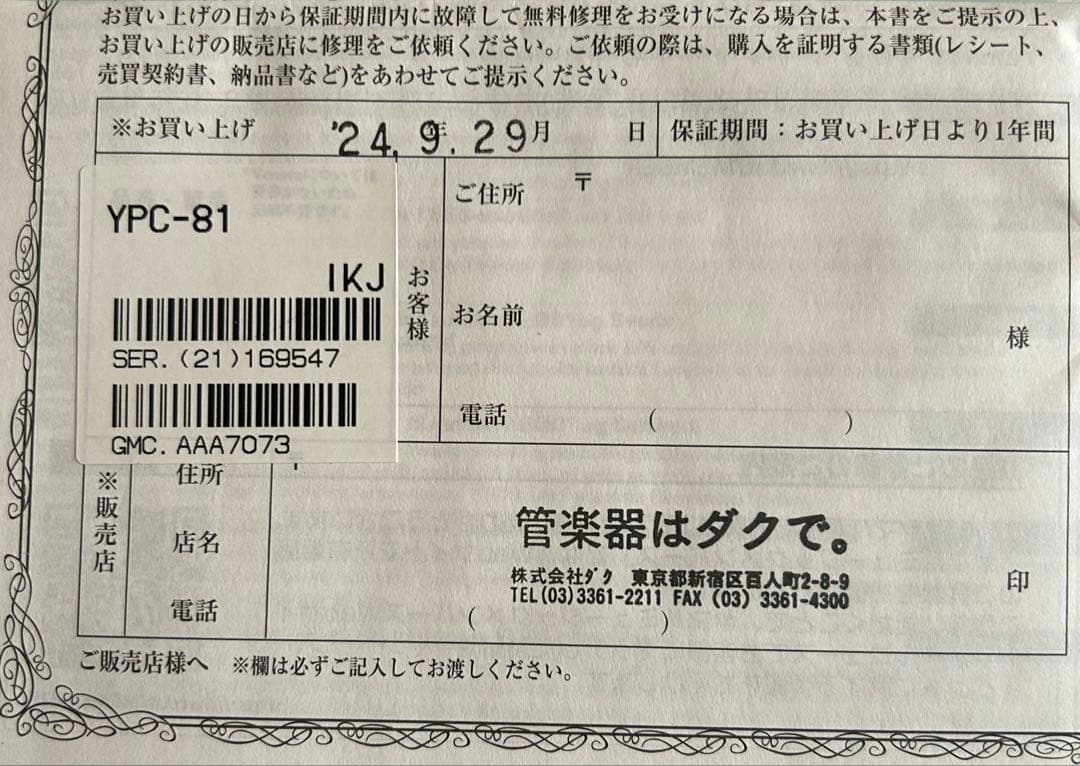 お買い上げの日から保証期間内に故障して無料修理をお受けになる場合は、本書をご提示の上、
お買い上げの販売店に修理をご依頼ください。ご依頼の際は、購入を証明する書類(レシート、
売買契約書、納品書など)をあわせてご提示ください。
※お買い上げ '24. 9. 29 年 月 日 保証期間：お買い上げ日より1年間
YPC-81
IKJ
SER. (21)169547
GMC. AAA7073
お客様
ご住所 〒
お名前 様
電話 ( )
※販売店
住所 〒
店名
電話 ( )
管楽器はダクで。
株式会社ダク 東京都新宿区百人町2-8-9
TEL(03)3361-2211 FAX (03) 3361-4300
印
ご販売店様へ ※欄は必ずご記入してお渡しください。